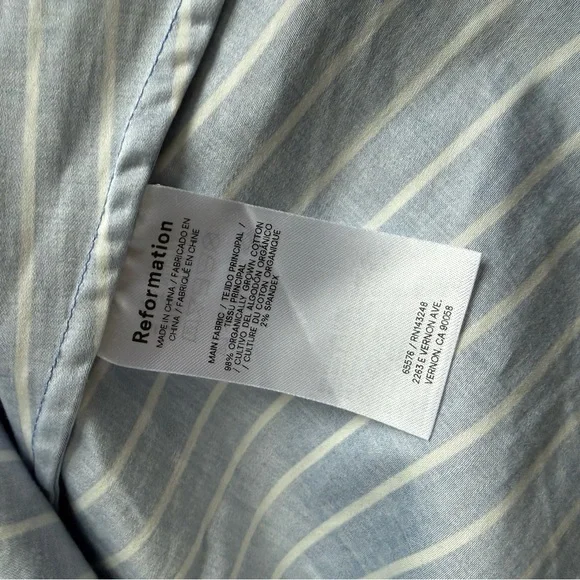 Reformation
MADE IN CHINA / FABRICADO EN
CHINA / FABRIQUÉ EN CHINE
MAIN FABRIC / TEJIDO PRINCIPAL /
TISSU PRINCIPAL
98% ORGANICALLY GROWN COTTON
/ CULTIVO DEL ALGODÓN ORGÁNICO
/ CULTURE DU COTON ORGANIQUE
2% SPANDEX
65576 / RN143248
2263 E VERNON AVE,
VERNON, CA 90058